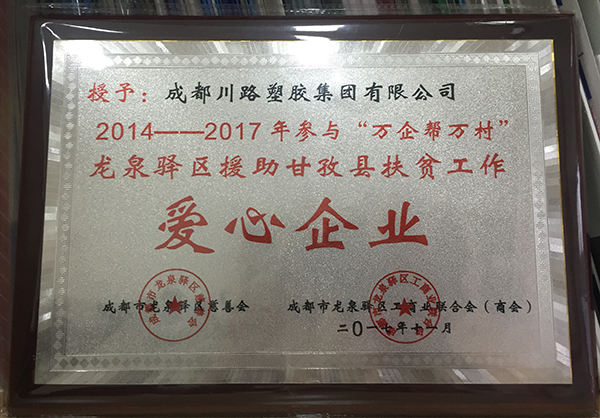 授予：成都川路塑胶集团有限公司
2014——2017年参与“万企帮万村”
龙泉驿区援助甘孜县扶贫工作
爱心企业
成都市龙泉驿区慈善会 成都市龙泉驿区工商业联合会（商会）
二〇一七年十一月